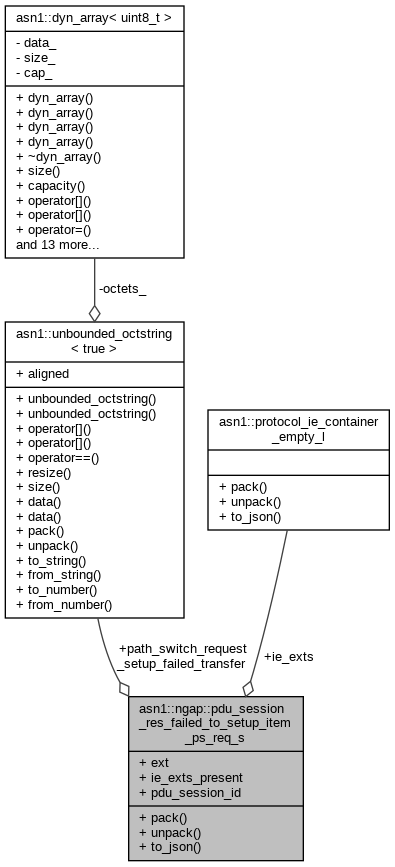 asn1::dyn_array< uint8_t >
- data_
- size_
- cap_
+ dyn_array()
+ dyn_array()
+ dyn_array()
+ dyn_array()
+ ~dyn_array()
+ size()
+ capacity()
+ operator[]()
+ operator[]()
+ operator=()
and 13 more...
-octets_
asn1::unbounded_octstring
< true >
+ aligned
+ unbounded_octstring()
+ unbounded_octstring()
+ operator[]()
+ operator[]()
+ operator==()
+ resize()
+ size()
+ data()
+ data()
+ pack()
+ unpack()
+ to_string()
+ from_string()
+ to_number()
+ from_number()
asn1::protocol_ie_container
_empty_l
+ pack()
+ unpack()
+ to_json()
+path_switch_request
_setup_failed_transfer
+ie_exts
asn1::ngap::pdu_session
_res_failed_to_setup_item
_ps_req_s
+ ext
+ ie_exts_present
+ pdu_session_id
+ pack()
+ unpack()
+ to_json()